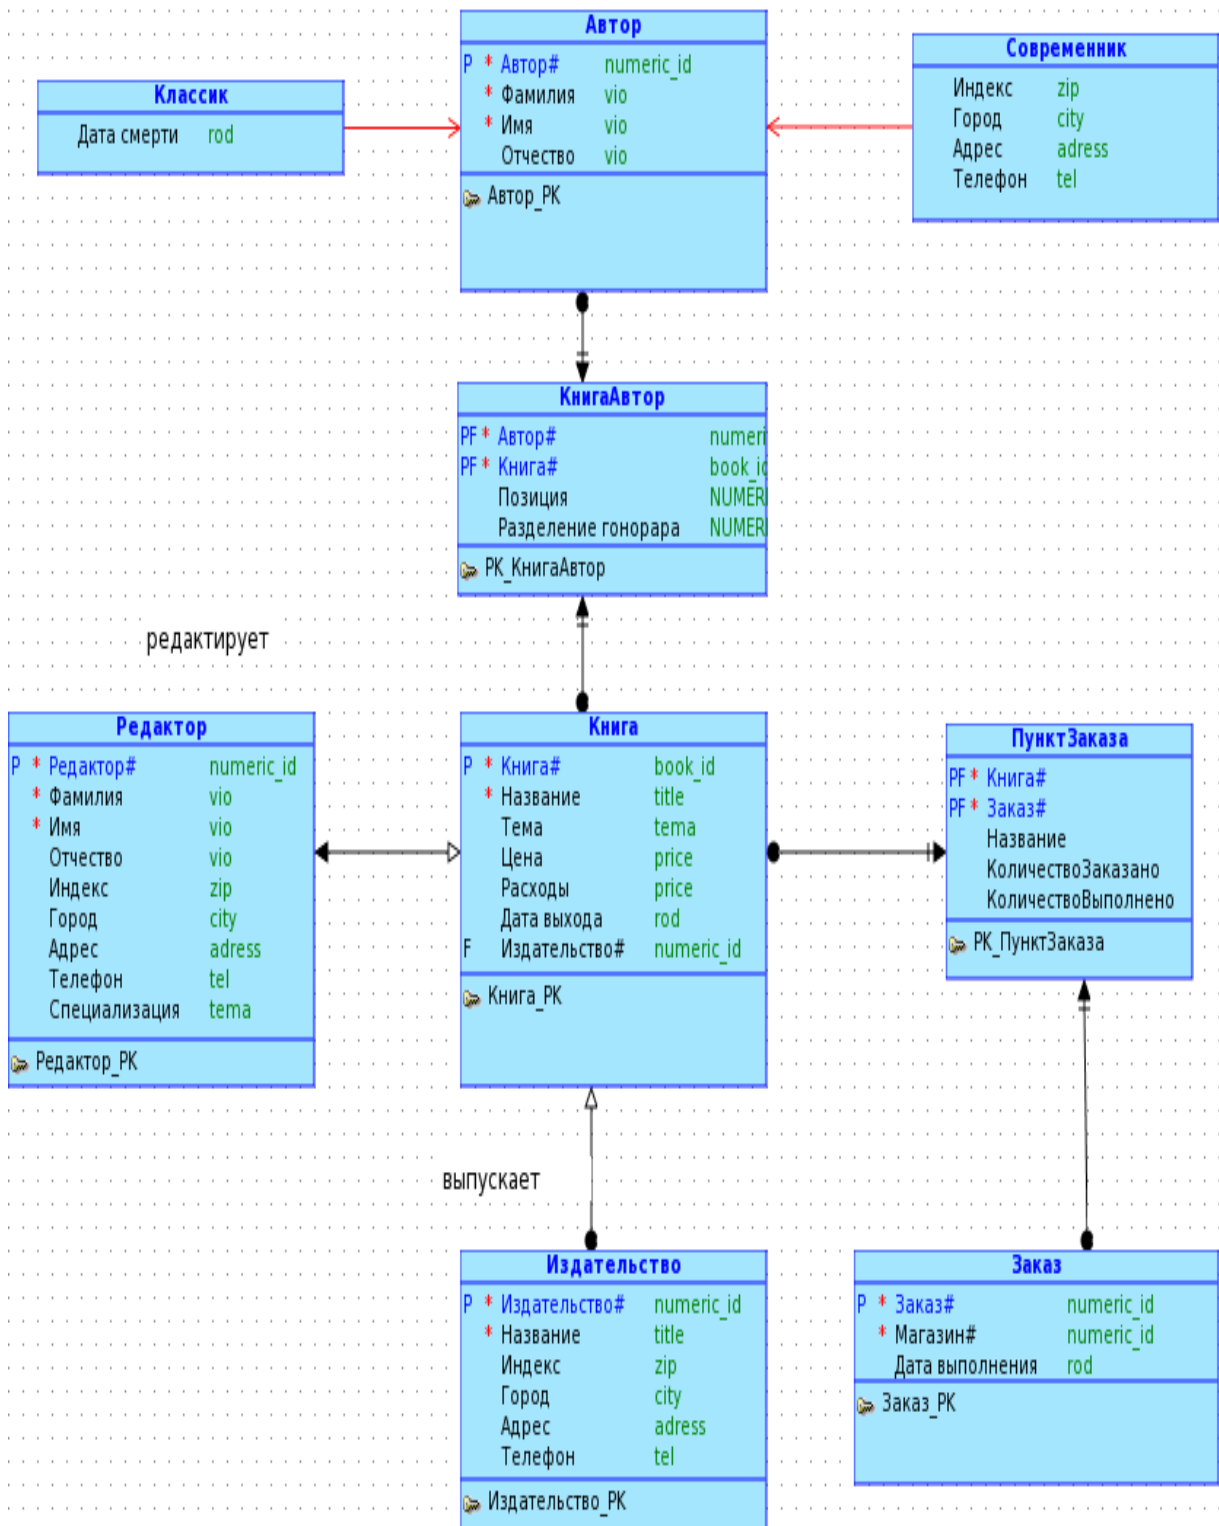 Автор
P * Автор# numeric_id
* Фамилия vio
* Имя vio
Отчество vio
Автор_PK
Современник
Индекс zip
Город city
Адрес adress
Телефон tel
Классик
Дата смерти rod
КнигаАвтор
PF * Автор# numeri
PF * Книга# book_id
Позиция NUMER
Разделение гонорара NUMER
PK_КнигаАвтор
редактирует
Редактор
P * Редактор# numeric_id
* Фамилия vio
* Имя vio
Отчество vio
Индекс zip
Город city
Адрес adress
Телефон tel
Специализация tema
Редактор_PK
Книга
P * Книга# book_id
* Название title
Тема tema
Цена price
Расходы price
Дата выхода rod
F Издательство# numeric_id
Книга_PK
ПунктЗаказа
PF * Книга#
PF * Заказ#
Название
КоличествоЗаказано
КоличествоВыполнено
PK_ПунктЗаказа
выпускает
Издательство
P * Издательство# numeric_id
* Название title
Индекс zip
Город city
Адрес adress
Телефон tel
Издательство_PK
Заказ
P * Заказ# numeric_id
* Магазин# numeric_id
Дата выполнения rod
Заказ_PK